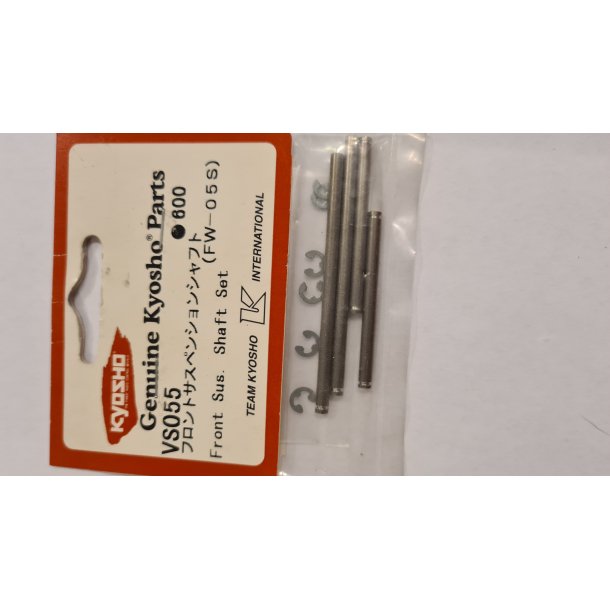 KYOSHO
Genuine Kyosho® Parts
VS055 ●600
フロントサスペンションシャフト
Front Sus. Shaft Set (FW-05S)
TEAM KYOSHO K INTERNATIONAL